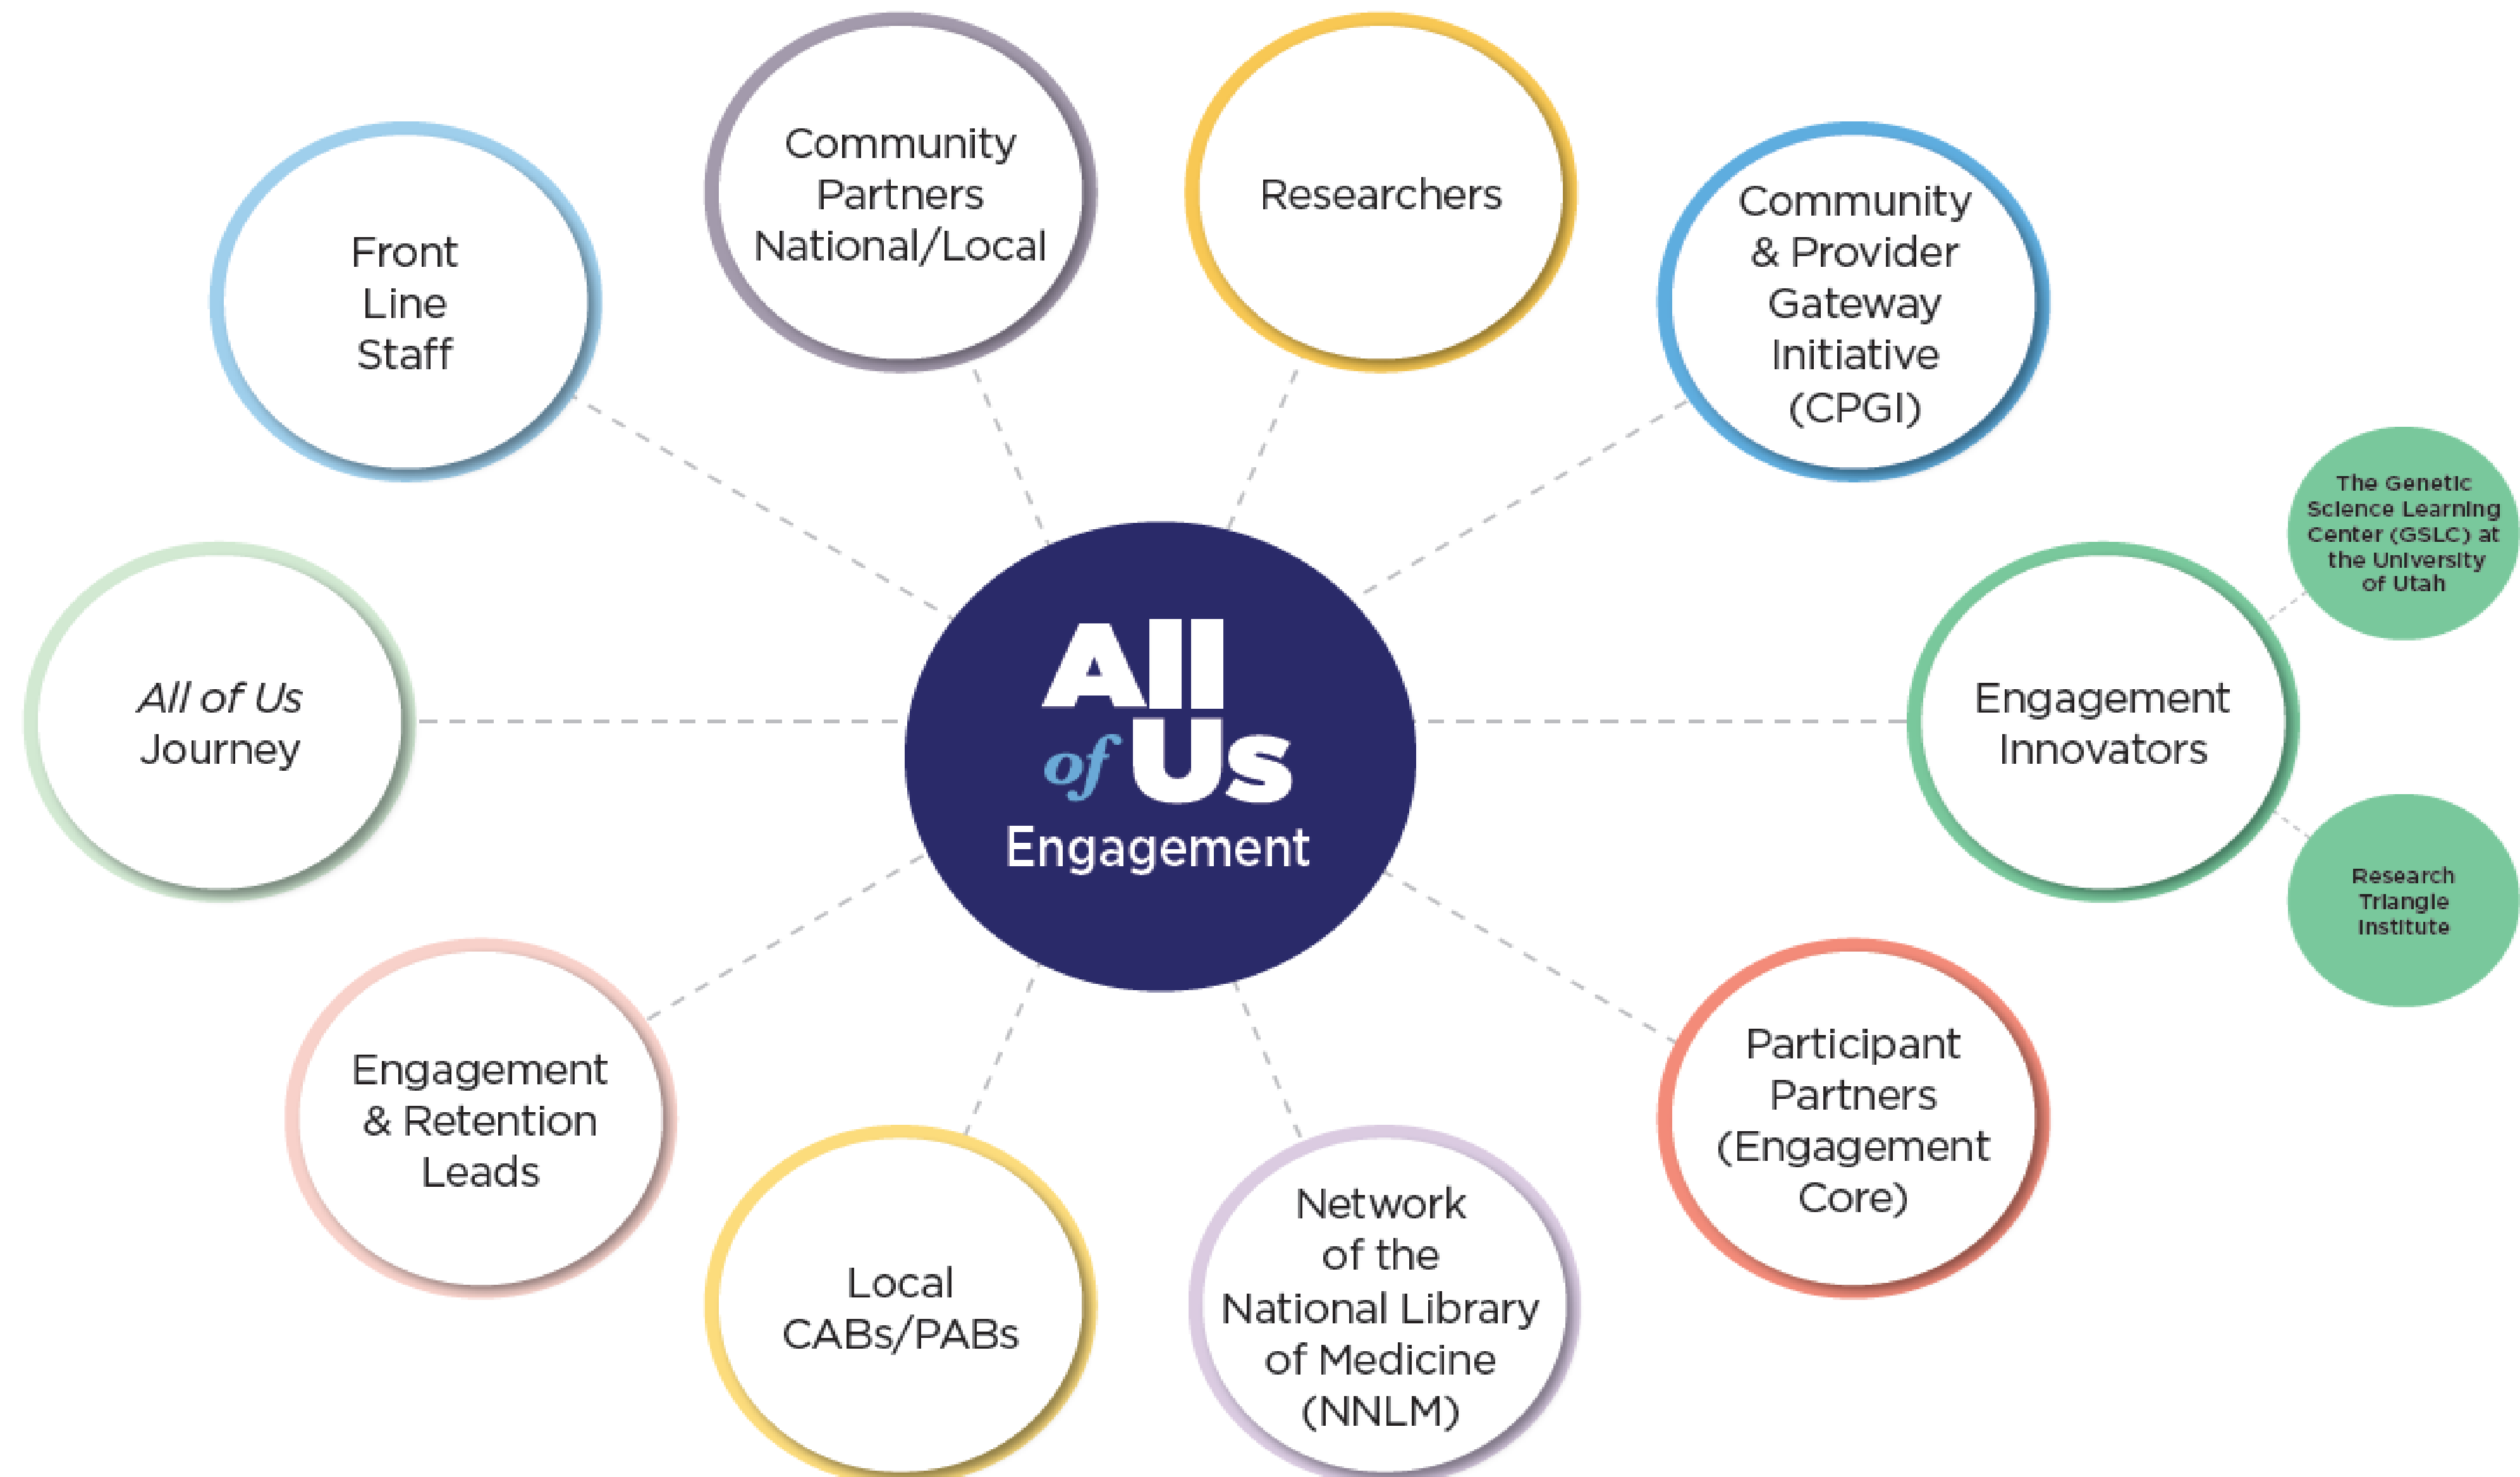 Community
Partners
National/Local
Researchers
Community
& Provider
Gateway
Initiative
(CPGI)
Front
Line
Staff
The Genetic
Science Learning
Center (GSLC) at
the University
of Utah
All of Us
Journey
All
of Us
Engagement
Engagement
Innovators
Research
Triangle
Institute
Engagement
& Retention
Leads
Participant
Partners
(Engagement
Core)
Local
CABs/PABs
Network
of the
National Library
of Medicine
(NNLM)